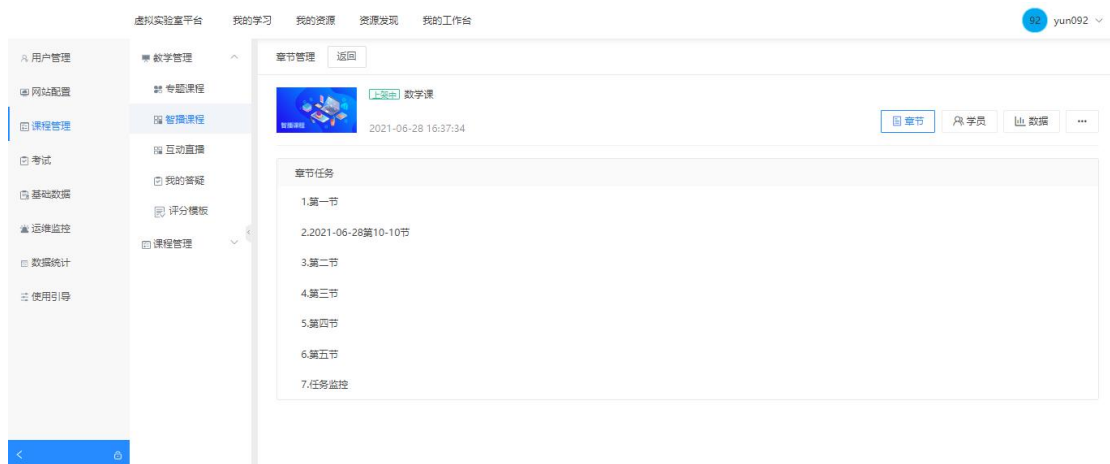 虚拟实验室平台 我的学习 我的资源 资源发现 我的工作台 92 yun092
用户管理
网站配置
课程管理
考试
基础数据
运维监控
数据统计
使用引导
教学管理
专题课程
智播课程
互动直播
我的答疑
评分模板
课程管理
章节管理 返回
智播课程
上架中 数学课
2021-06-28 16:37:34
章节 学员 数据 ...
章节任务
1.第一节
2.2021-06-28第10-10节
3.第二节
4.第三节
5.第四节
6.第五节
7.任务监控